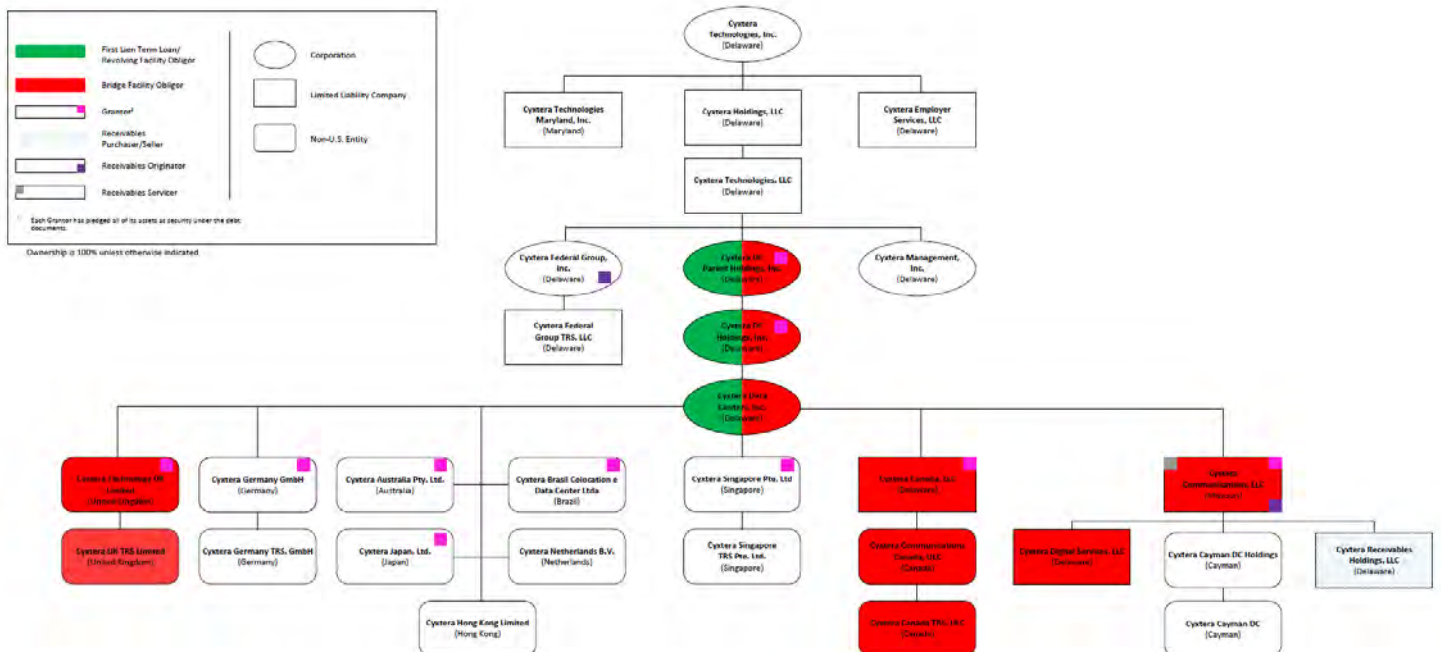 First Lien Term Loan/
Revolving Facility Obligor
Bridge Facility Obligor
Grantor¹
Receivables
Purchaser/Seller
Receivables Originator
Receivables Servicer
Corporation
Limited Liability Company
Non-U.S. Entity
Each Grantor has pledged all of its assets as security under the debt
documents.
Ownership is 100% unless otherwise indicated
Cyxtera
Technologies, Inc.
(Delaware)
Cyxtera Technologies
Maryland, Inc.
(Maryland)
Cyxtera Holdings, LLC
(Delaware)
Cyxtera Employer
Services, LLC
(Delaware)
Cyxtera Technologies, LLC
(Delaware)
Cyxtera Federal Group,
Inc.
(Delaware)
Cyxtera DC
Parent Holdings, Inc.
(Delaware)
Cyxtera Management,
Inc.
(Delaware)
Cyxtera Federal
Group TRS, LLC
(Delaware)
Cyxtera DC
Holdings, Inc.
(Delaware)
Cyxtera Data
Centers, Inc.
(Delaware)
Cyxtera Technology UK
Limited
(United Kingdom)
Cyxtera Germany GmbH
(Germany)
Cyxtera Australia Pty. Ltd.
(Australia)
Cyxtera Brasil Colocation e
Data Center Ltda
(Brazil)
Cyxtera Singapore Pte. Ltd
(Singapore)
Cyxtera Canada, LLC
(Delaware)
Cyxtera
Communications, LLC
(Missouri)
Cyxtera UK TRS Limited
(United Kingdom)
Cyxtera Germany TRS, GmbH
(Germany)
Cyxtera Japan, Ltd.
(Japan)
Cyxtera Netherlands B.V.
(Netherlands)
Cyxtera Singapore
TRS Pte. Ltd.
(Singapore)
Cyxtera Communications
Canada, ULC
(Canada)
Cyxtera Digital Services, LLC
(Delaware)
Cyxtera Cayman DC Holdings
(Cayman)
Cyxtera Receivables
Holdings, LLC
(Delaware)
Cyxtera Hong Kong Limited
(Hong Kong)
Cyxtera Canada TRS, ULC
(Canada)
Cyxtera Cayman DC
(Cayman)